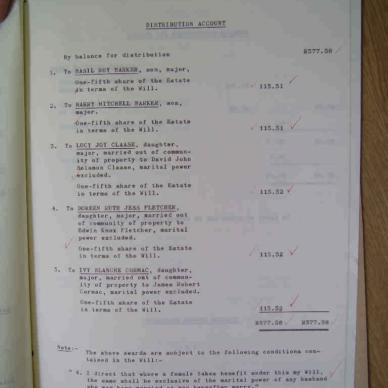 DISTRIBUTION ACCOUNT
By balance for distribution R577.58
1. To BASIL ROY BARKER, son, major,
One-fifth share of the Estate
in terms of the Will. 115.51
2. To HARRY MITCHELL BARKER, son,
major.
One-fifth share of the Estate
in terms of the Will. 115.51
3. To LUCY JOY CLAASE, daughter,
major, married out of commun-
ity of property to David John
Solomon Claase, marital power
excluded.
One-fifth share of the Estate
in terms of the Will. 115.52
4. To DOREEN RUTH JESS FLETCHER,
daughter, major, married out
of community of property to
Edwin Knox Fletcher, marital
power excluded.
One-fifth share of the Estate
in terms of the Will. 115.52
5. To IVY BLANCHE CORMAC, daughter,
major, married out of commun-
ity of property to James Robert
Cormac, marital power excluded.
One-fifth share of the Estate
in terms of the Will. 115.52
R577.58 R577.58
Note:-
The above awards are subject to the following conditions con-
tained in the Will:-
" 6. I direct that where a female takes benefit under this my Will,
the same shall be exclusive of the marital power of any husband